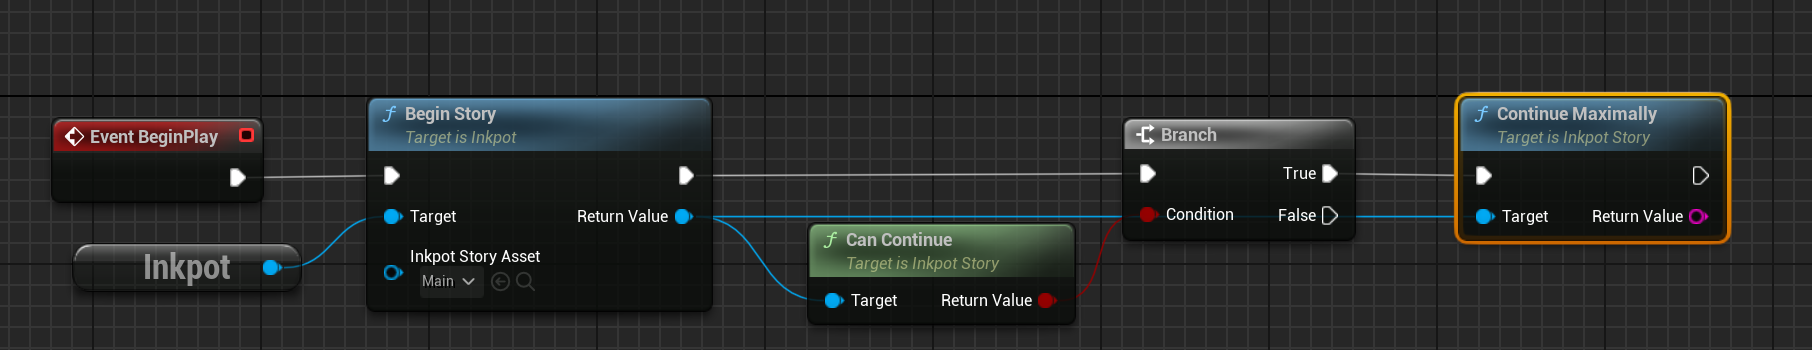 Event BeginPlay
Inkpot
Begin Story
Target is Inkpot
Target
Return Value
Inkpot Story Asset
Main
Can Continue
Target is Inkpot Story
Target
Return Value
Branch
True
Condition
False
Continue Maximally
Target is Inkpot Story
Target
Return Value